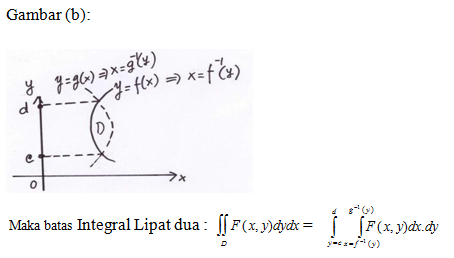 Gambar (b):
y y=g(x) ⇒ x=g⁻¹(y)
y=f(x) ⇒ x=f⁻¹(y)
d
D
c
0 x
Maka batas Integral Lipat dua : ∬_D F(x,y)dydx = ∫_{y=c}^{d} ∫_{x=f⁻¹(y)}^{g⁻¹(y)} F(x,y)dx.dy